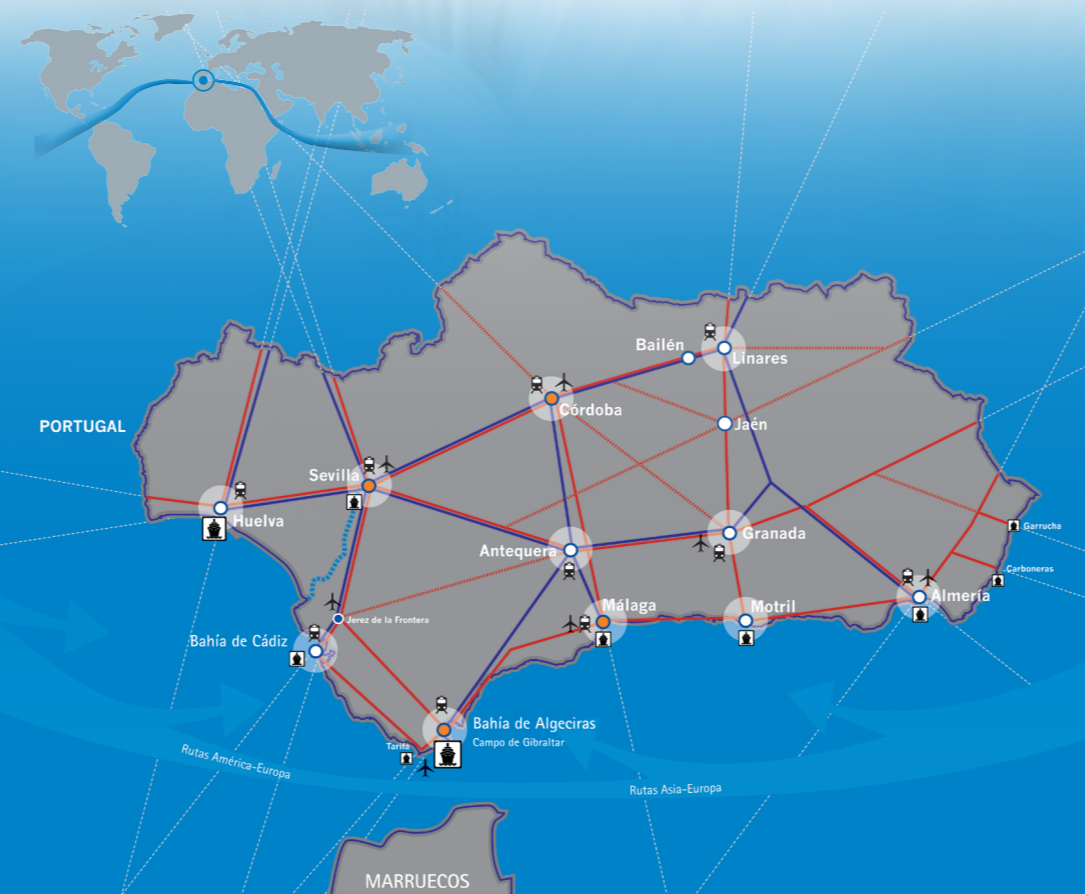 Bailén
Linares
Córdoba
PORTUGAL
Jaén
Sevilla
Huelva
Garrucha
Granada
Antequera
Carboneras
Almería
Málaga
Motril
Jerez de la Frontera
Bahía de Cádiz
Bahía de Algeciras
Campo de Gibraltar
Tarifa
Rutas América-Europa
Rutas Asia-Europa
MARRUECOS